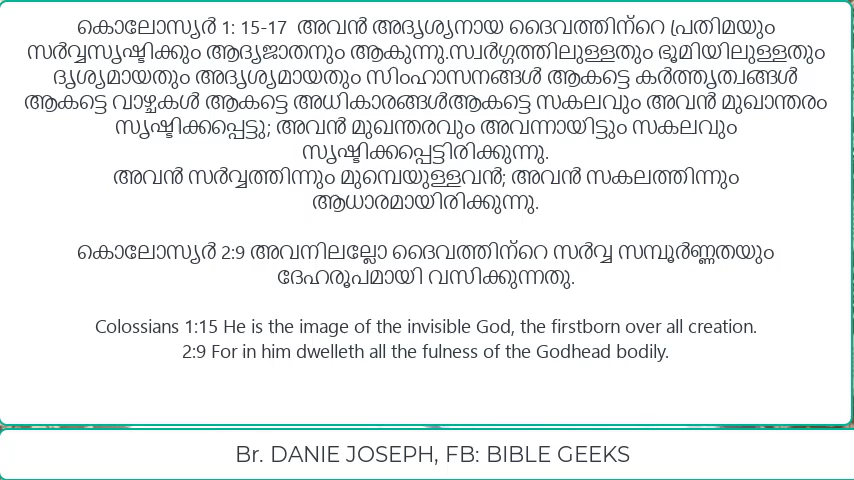 കൊലോസ്യർ 1: 15-17  അവൻ അദൃശ്യനായ ദൈവത്തിന്റെ പ്രതിമയും
സർവ്വസൃഷ്ടിക്കും ആദ്യജാതനും ആകുന്നു.സ്വർഗ്ഗത്തിലുള്ളതും ഭൂമിയിലുള്ളതും
ദൃശ്യമായതും അദൃശ്യമായതും സിംഹാസനങ്ങൾ ആകട്ടെ കർത്തൃത്വങ്ങൾ
ആകട്ടെ വാഴ്ചകൾ ആകട്ടെ അധികാരങ്ങൾആകട്ടെ സകലവും അവൻ മുഖാന്തരം
സൃഷ്ടിക്കപ്പെട്ടു; അവൻ മുഖന്തരവും അവന്നായിട്ടും സകലവും
സൃഷ്ടിക്കപ്പെട്ടിരിക്കുന്നു.
അവൻ സർവ്വത്തിന്നും മുമ്പെയുള്ളവൻ; അവൻ സകലത്തിന്നും
ആധാരമായിരിക്കുന്നു.
കൊലോസ്യർ 2:9 അവനിലല്ലോ ദൈവത്തിന്റെ സർവ്വ സമ്പൂർണ്ണതയും
ദേഹരൂപമായി വസിക്കുന്നതു.
Colossians 1:15 He is the image of the invisible God, the firstborn over all creation.
2:9 For in him dwelleth all the fulness of the Godhead bodily.
Br. DANIE JOSEPH, FB: BIBLE GEEKS